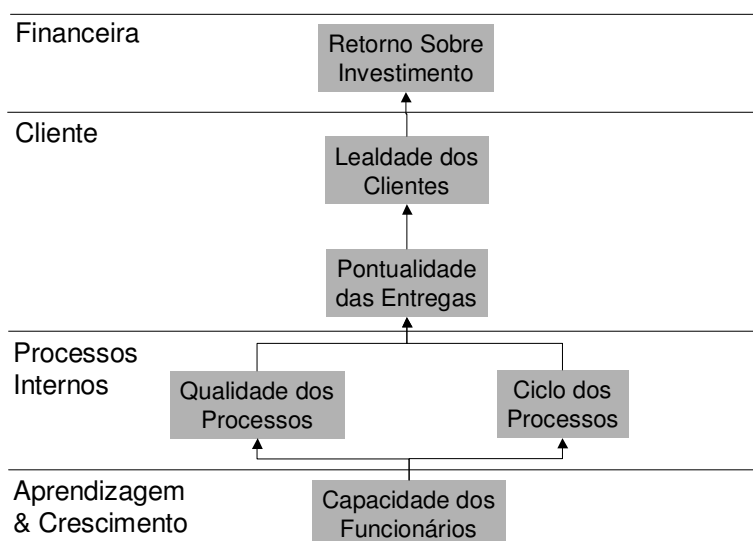 Financeira
Retorno Sobre
Investimento
Cliente
Lealdade dos
Clientes
Pontualidade
das Entregas
Processos
Internos
Qualidade dos
Processos
Ciclo dos
Processos
Aprendizagem
& Crescimento
Capacidade dos
Funcionários